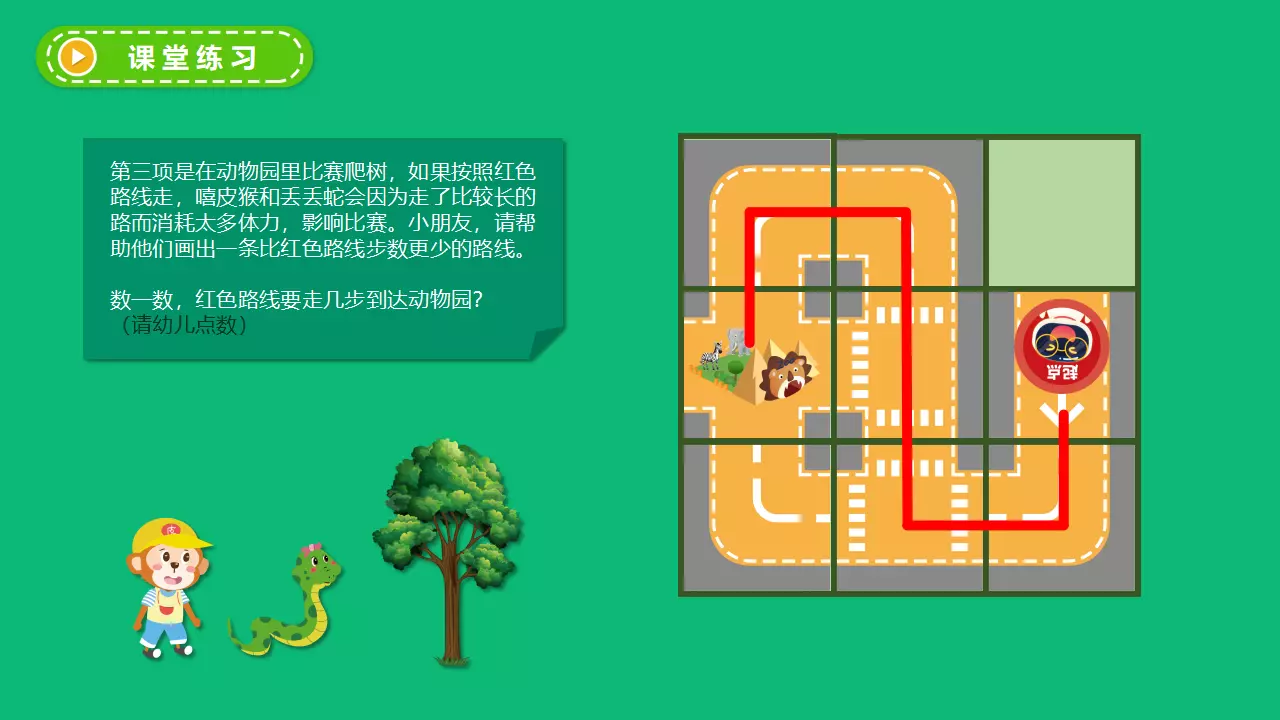 课堂练习
第三项是在动物园里比赛爬树，如果按照红色
路线走，嘻皮猴和丢丢蛇会因为走了比较长的
路而消耗太多体力，影响比赛。小朋友，请帮
助他们画出一条比红色路线步数更少的路线。
数一数，红色路线要走几步到达动物园？
（请幼儿点数）
起点